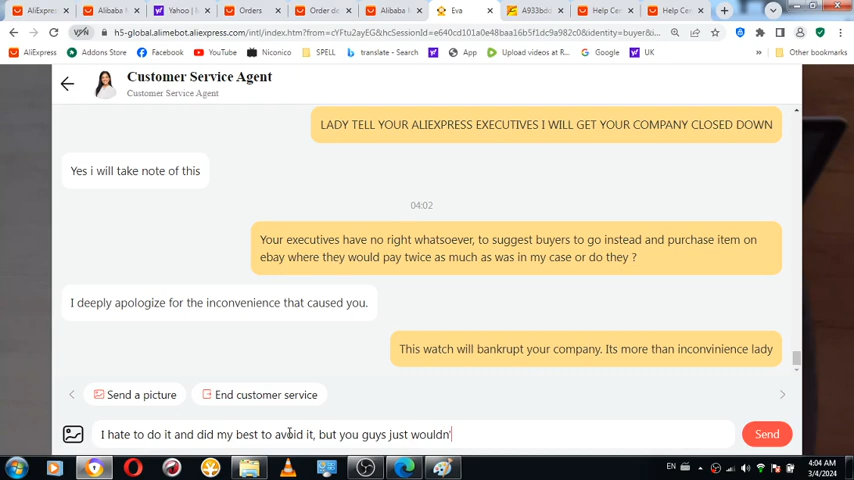 AliExpres
Alibaba
Yahoo
Orders
Order de
Alibaba
Eva
A933bdd
Help Cen
Help Cen
h5-global.alimebot.aliexpress.com/intl/index.htm?from=cYFtu2ayEG&hcSessionId=e640cd101a0e48baa16b5f1dc9a982c0&identity=buyer&i...
AliExpress
Addons Store
Facebook
YouTube
Niconico
SPELL
translate - Search
App
Upload videos at R...
Google
UK
»
Other bookmarks
Customer Service Agent
Customer Service Agent
LADY TELL YOUR ALIEXPRESS EXECUTIVES I WILL GET YOUR COMPANY CLOSED DOWN
Yes i will take note of this
04:02
Your executives have no right whatsoever, to suggest buyers to go instead and purchase item on
ebay where they would pay twice as much as was in my case or do they ?
I deeply apologize for the inconvenience that caused you.
This watch will bankrupt your company. Its more than invinience lady
Send a picture
End customer service
I hate to do it and did my best to avoid it, but you guys just wouldn'
Send
EN
4:04 AM
3/4/2024